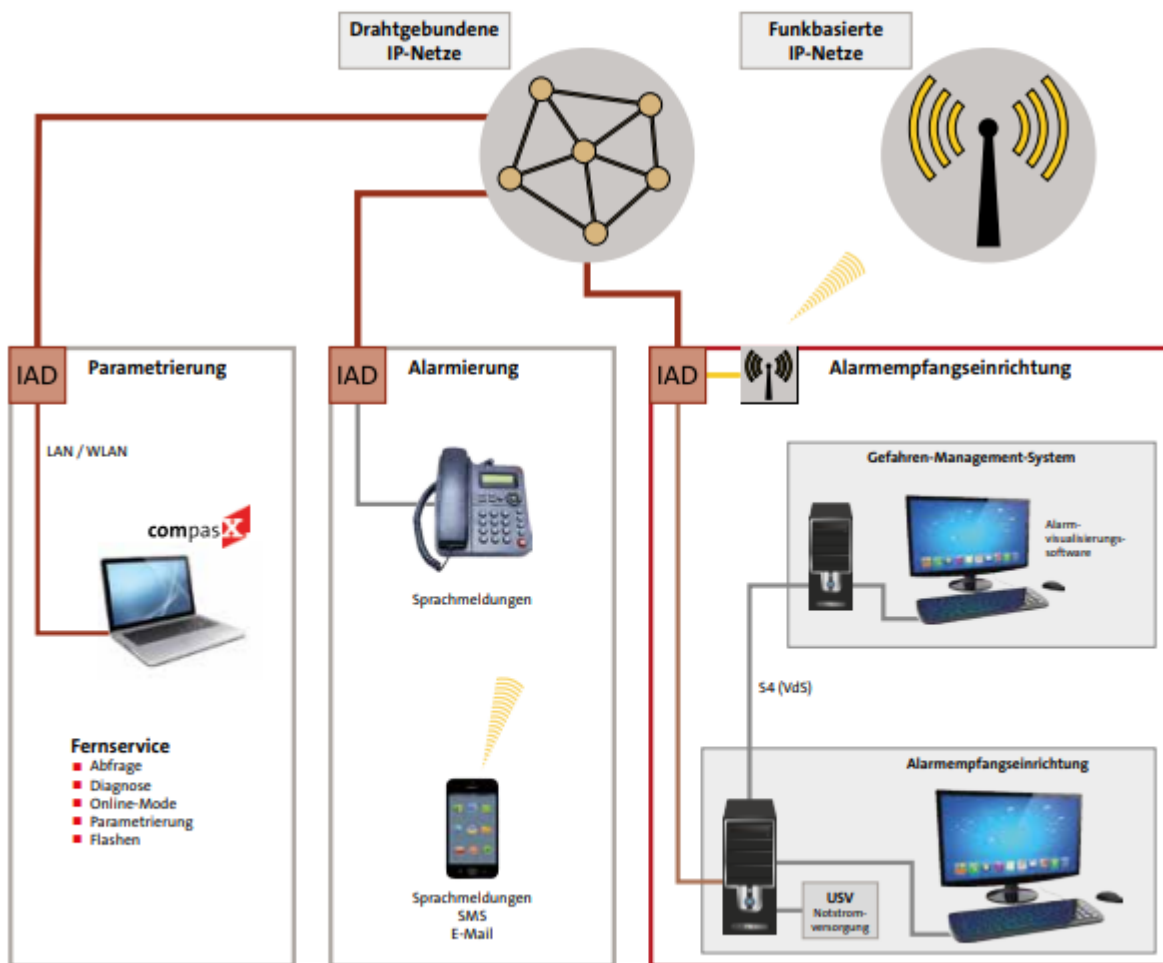 Drahtgebundene
IP-Netze
Funkbasierte
IP-Netze
IAD
Parametrierung
LAN / WLAN
compasX
Fernservice
Abfrage
Diagnose
Online-Mode
Parametrierung
Flashen
IAD
Alarmierung
Sprachmeldungen
Sprachmeldungen
SMS
E-Mail
IAD
Alarmempfangseinrichtung
Gefahren-Management-System
Alarm-
visualisierungs-
software
S4 (VdS)
Alarmempfangseinrichtung
USV
Notstrom-
versorgung